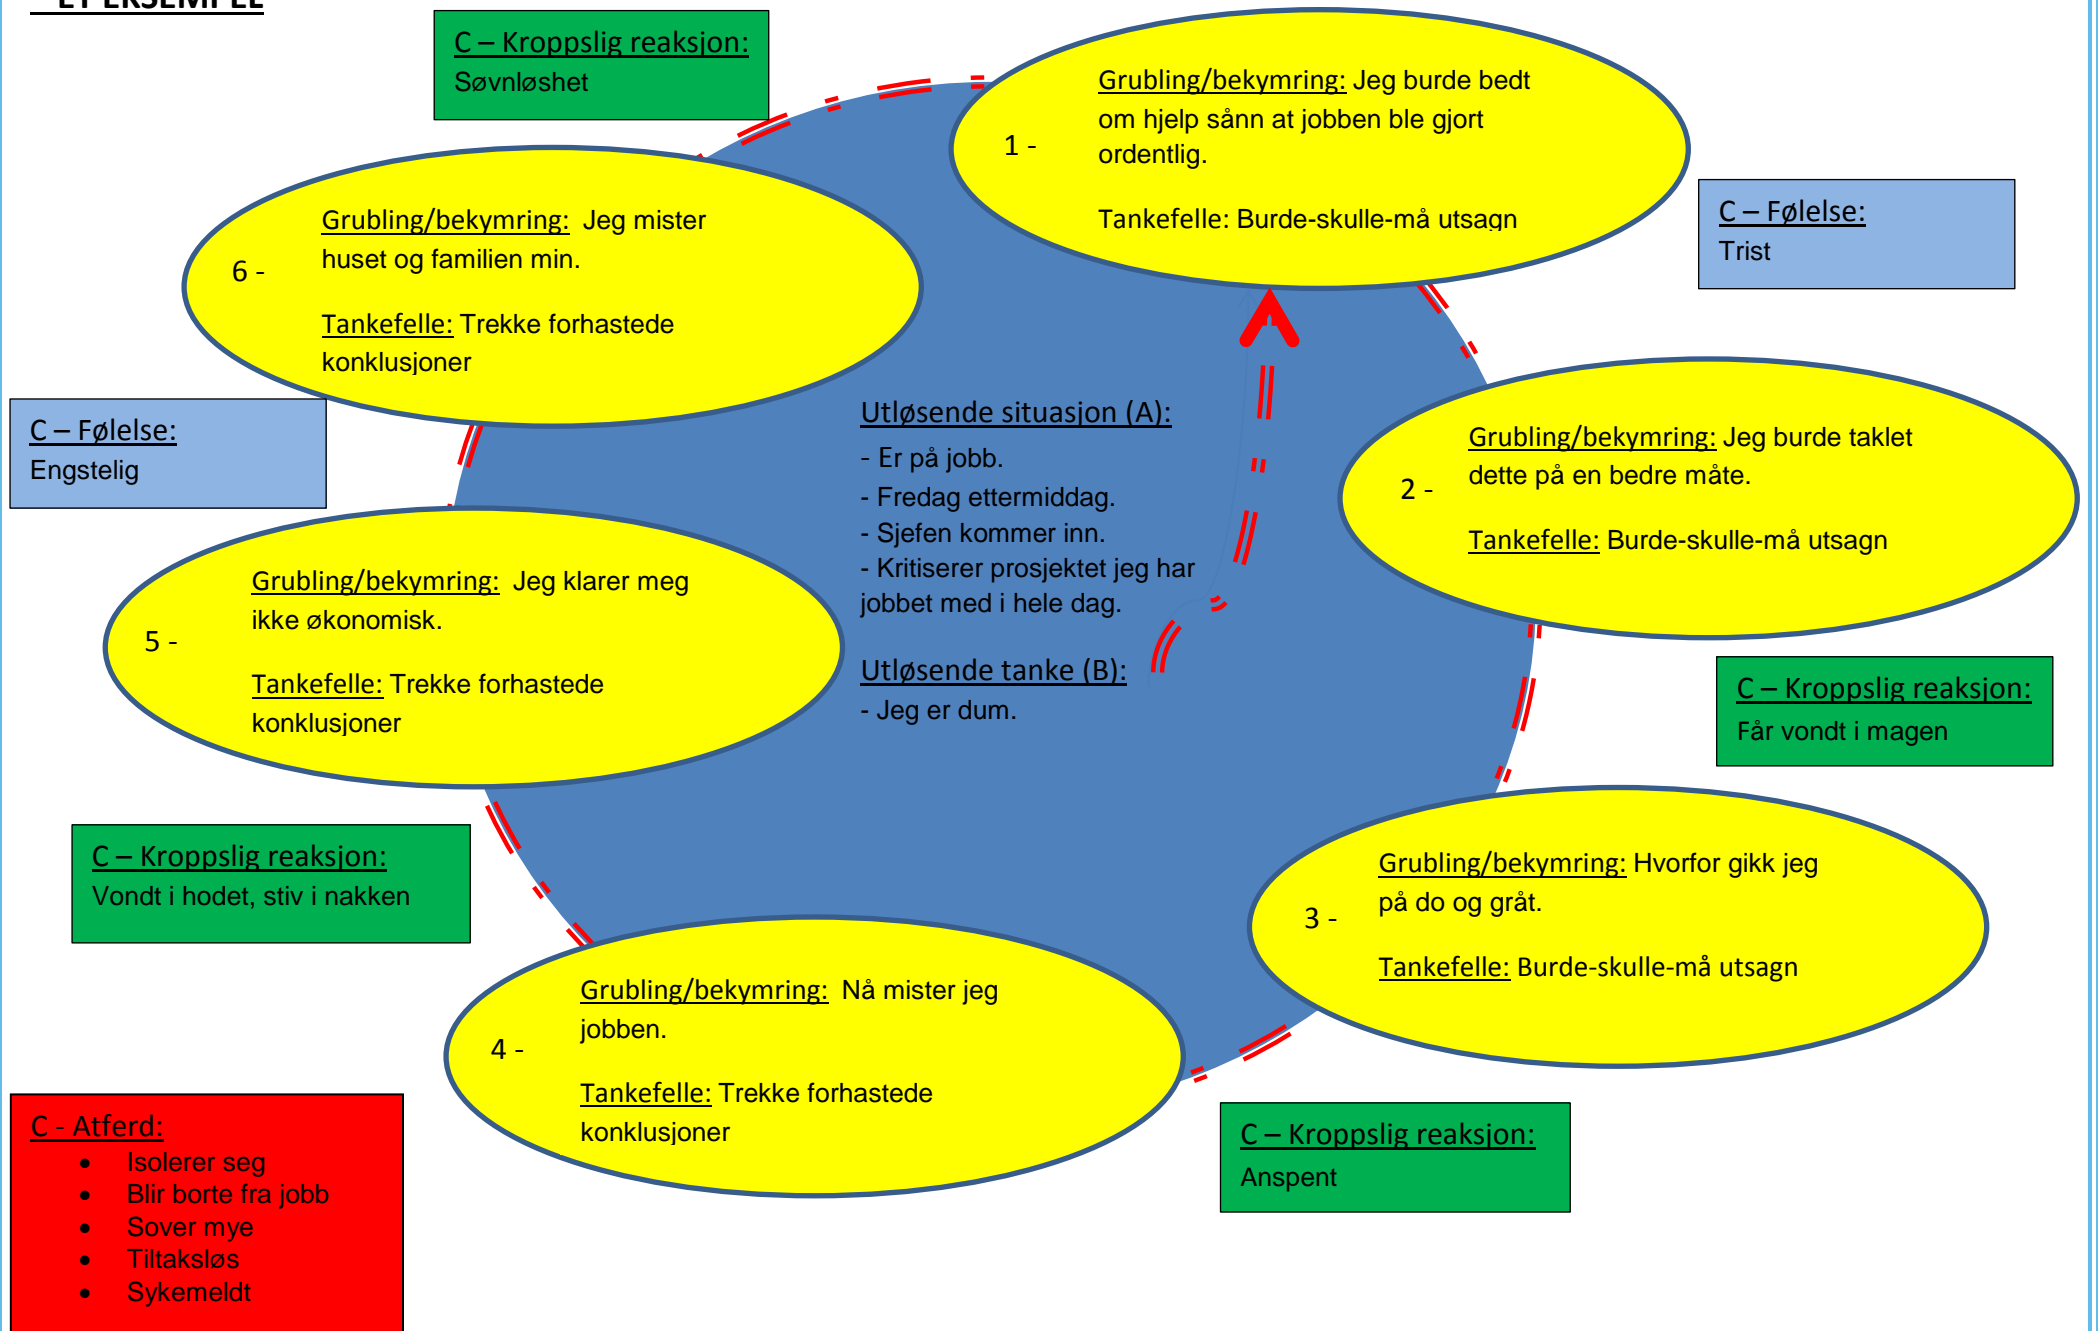 – ET EKSEMPEL
C – Kroppslig reaksjon:
Søvnløshet
1 -
Grubling/bekymring: Jeg burde bedt
om hjelp sånn at jobben ble gjort
ordentlig.
Tankefelle: Burde-skulle-må utsagn
C – Følelse:
Trist
6 -
Grubling/bekymring: Jeg mister
huset og familien min.
Tankefelle: Trekke forhastede
konklusjoner
C – Følelse:
Engstelig
Utløsende situasjon (A):
- Er på jobb.
- Fredag ettermiddag.
- Sjefen kommer inn.
- Kritiserer prosjektet jeg har
jobbet med i hele dag.
Utløsende tanke (B):
- Jeg er dum.
2 -
Grubling/bekymring: Jeg burde taklet
dette på en bedre måte.
Tankefelle: Burde-skulle-må utsagn
5 -
Grubling/bekymring: Jeg klarer meg
ikke økonomisk.
Tankefelle: Trekke forhastede
konklusjoner
C – Kroppslig reaksjon:
Får vondt i magen
C – Kroppslig reaksjon:
Vondt i hodet, stiv i nakken
3 -
Grubling/bekymring: Hvorfor gikk jeg
på do og gråt.
Tankefelle: Burde-skulle-må utsagn
4 -
Grubling/bekymring: Nå mister jeg
jobben.
Tankefelle: Trekke forhastede
konklusjoner
C – Kroppslig reaksjon:
Anspent
C - Atferd:
• Isolerer seg
• Blir borte fra jobb
• Sover mye
• Tiltaksløs
• Sykemeldt